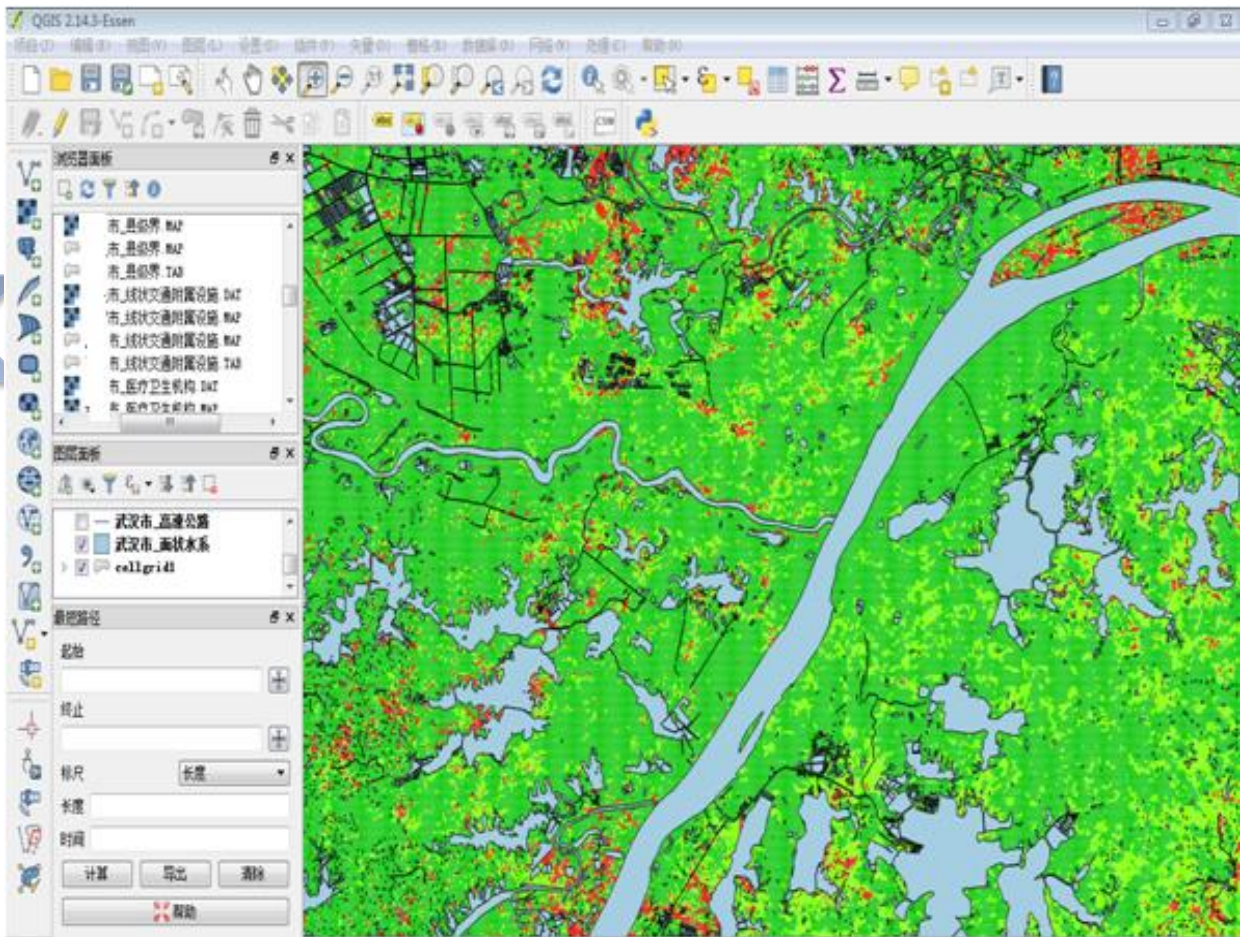 QGIS 2.14.3-Essen
浏览器面板
市_县级界.MAP
市_县级界.MAP
市_县级界.TAB
市_线状交通附属设施.DAT
市_线状交通附属设施.MAP
市_线状交通附属设施.MAP
市_线状交通附属设施.TAB
市_医疗卫生机构.DAT
市_医疗卫生机构.MAP
图层面板
武汉市_高速公路
武汉市_面状水系
cellgrid1
最短路径
起始
终止
标尺
长度
长度
时间
计算
导出
清除
帮助